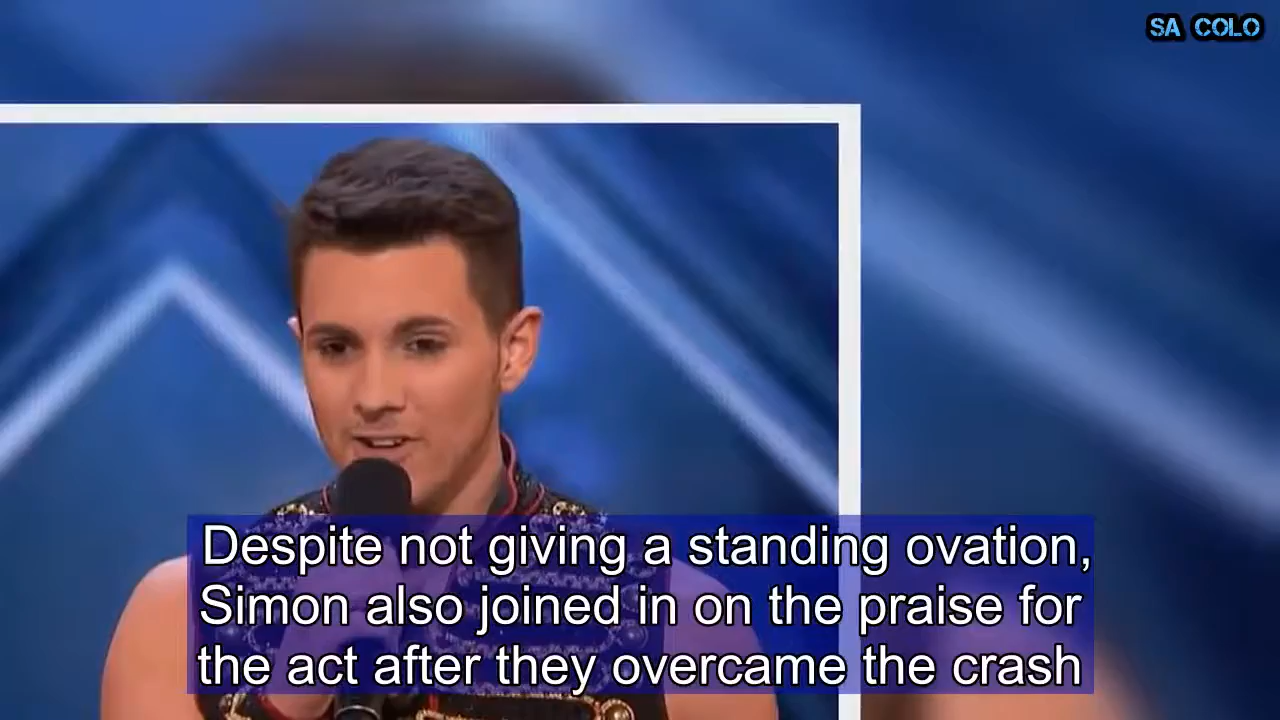 SA COLO
Despite not giving a standing ovation,
Simon also joined in on the praise for
the act after they overcame the crash